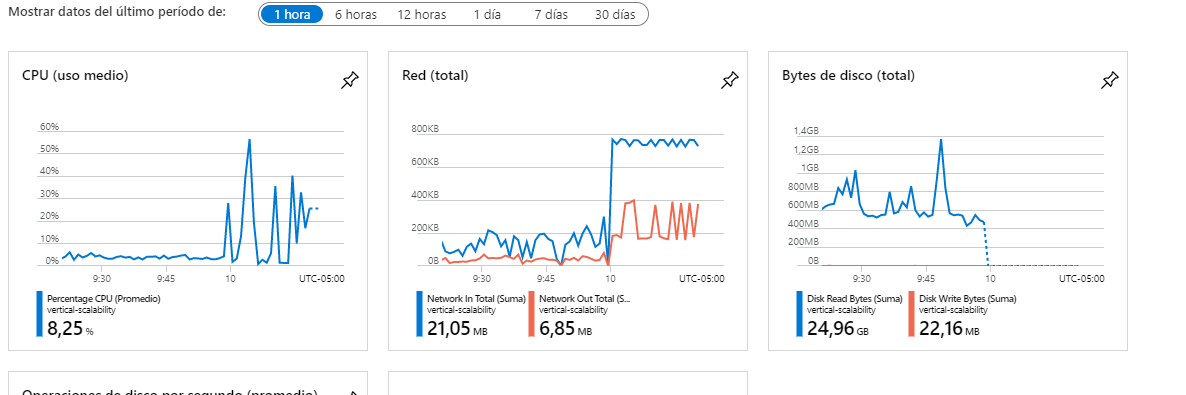 Mostrar datos del último período de:
1 hora 6 horas 12 horas 1 día 7 días 30 días
CPU (uso medio)
60%
50%
40%
30%
20%
10%
0%
9:30 9:45 10 UTC-05:00
Percentage CPU (Promedio)
vertical-scalability
8,25 %
Red (total)
800KB
600KB
400KB
200KB
0B
9:30 9:45 10 UTC-05:00
Network In Total (Suma) Network Out Total (S...
vertical-scalability vertical-scalability
21,05 MB 6,85 MB
Bytes de disco (total)
1,4GB
1,2GB
1GB
800MB
600MB
400MB
200MB
0B
9:30 9:45 10 UTC-05:00
Disk Read Bytes (Suma) Disk Write Bytes (Suma)
vertical-scalability vertical-scalability
24,96 GB 22,16 MB
Operaciones de disco por segundo (promedio)